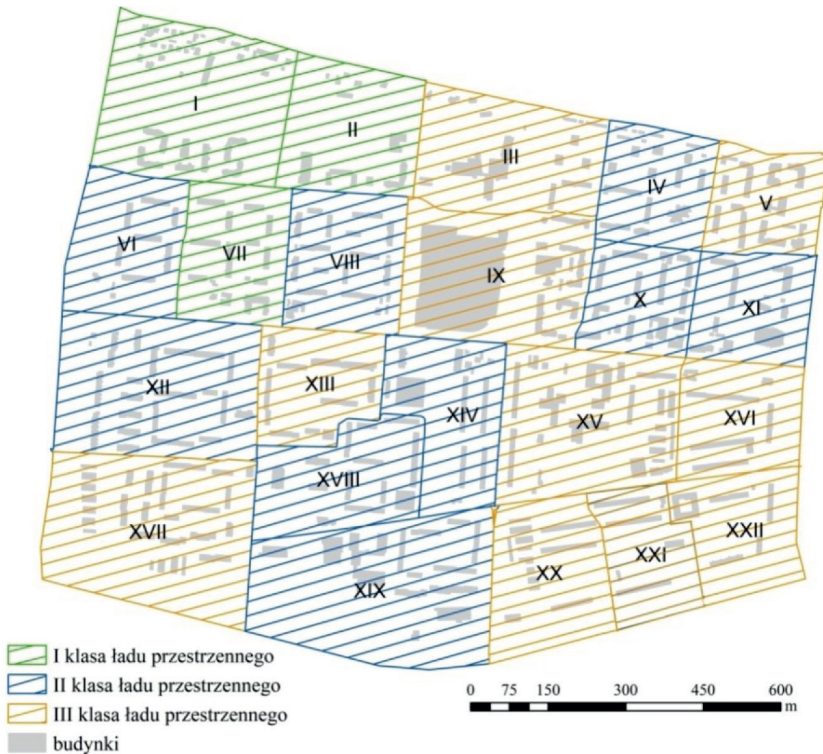 I
II
III
IV
V
VI
VII
VIII
IX
X
XI
XII
XIII
XIV
XV
XVI
XVII
XVIII
XIX
XX
XXI
XXII
I klasa ładu przestrzennego
II klasa ładu przestrzennego
III klasa ładu przestrzennego
budynki
0 75 150 300 450 600
m